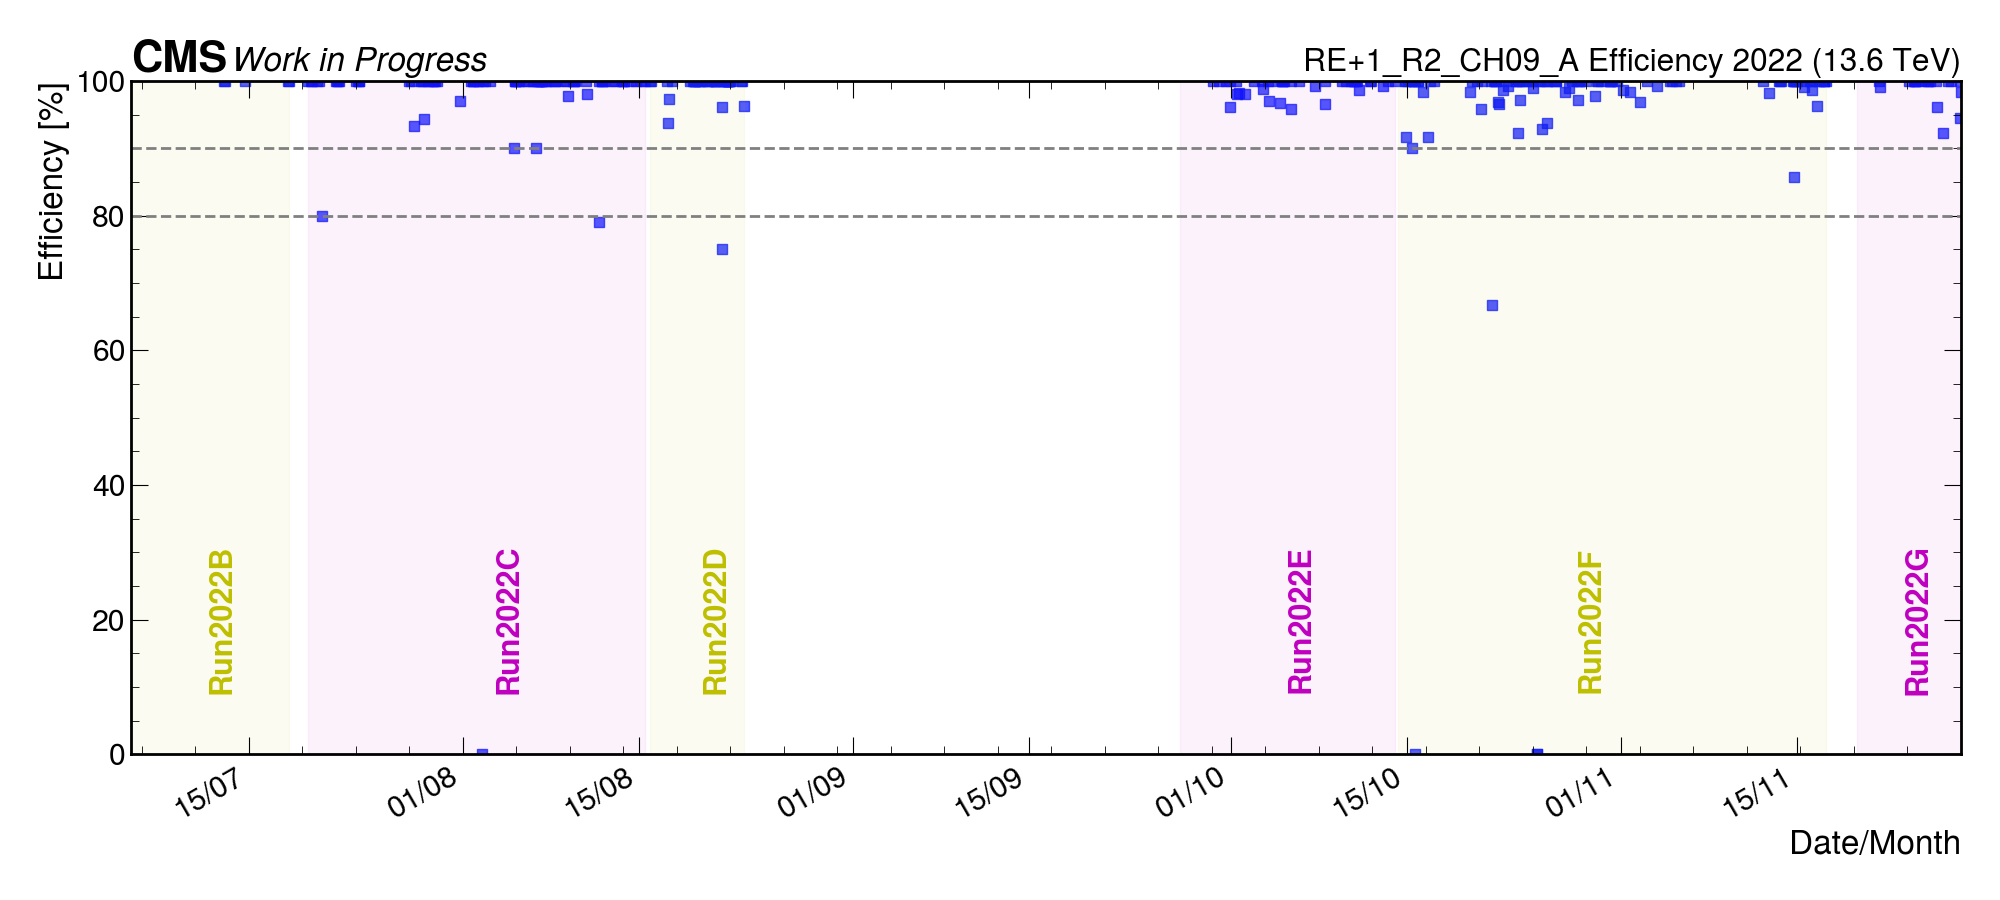 CMS Work in Progress
RE+1_R2_CH09_A Efficiency 2022 (13.6 TeV)
Efficiency [%]
100
80
60
40
20
0
Run2022B
Run2022C
Run2022D
Run2022E
Run2022F
Run2022G
15/07
01/08
15/08
01/09
15/09
01/10
15/10
01/11
15/11
Date/Month